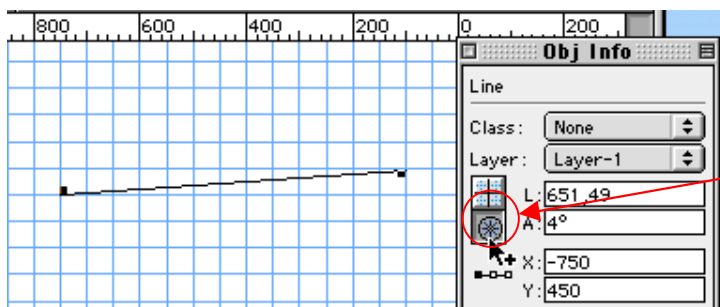 800 600 400 200 0 200
Obj Info
Line
Class: None
Layer: Layer-1
L: 651,49
A: 4°
X: -750
Y: 450